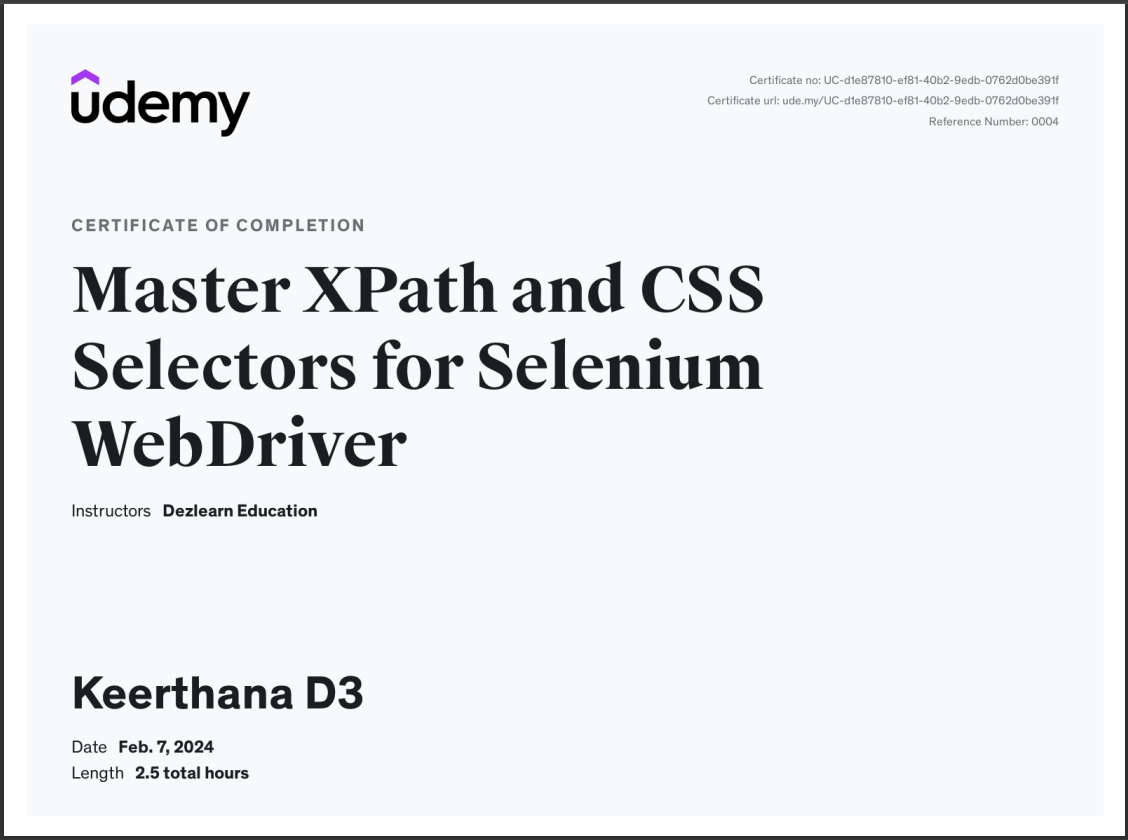 udemy
Certificate no: UC-d1e87810-ef81-40b2-9edb-0762d0be391f
Certificate url: ude.my/UC-d1e87810-ef81-40b2-9edb-0762d0be391f
Reference Number: 0004
CERTIFICATE OF COMPLETION
Master XPath and CSS
Selectors for Selenium
WebDriver
Instructors Dezlearn Education
Keerthana D3
Date Feb. 7, 2024
Length 2.5 total hours